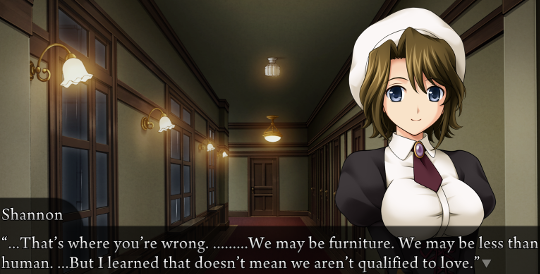 Shannon
“...That’s where you’re wrong. .........We may be furniture. We may be less than
human. ...But I learned that doesn’t mean we aren’t qualified to love.”